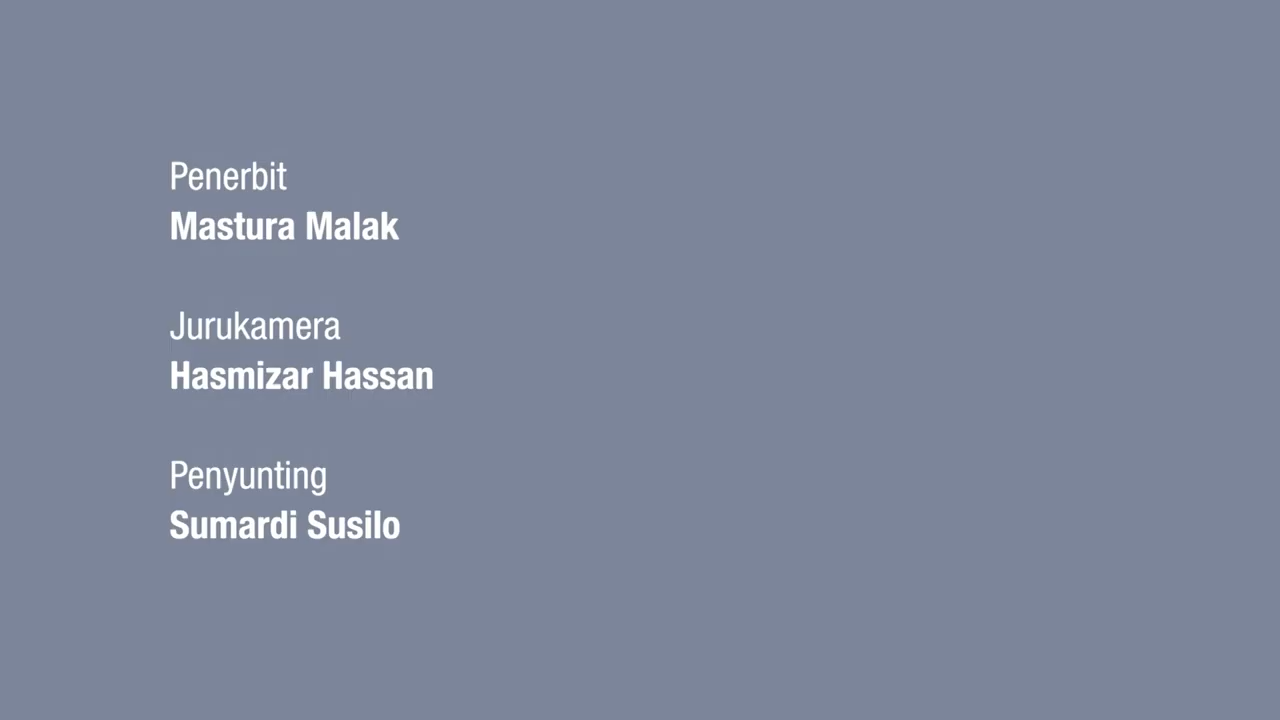 Penerbit
Mastura Malak
Jurukamera
Hasmizar Hassan
Penyunting
Sumardi Susilo